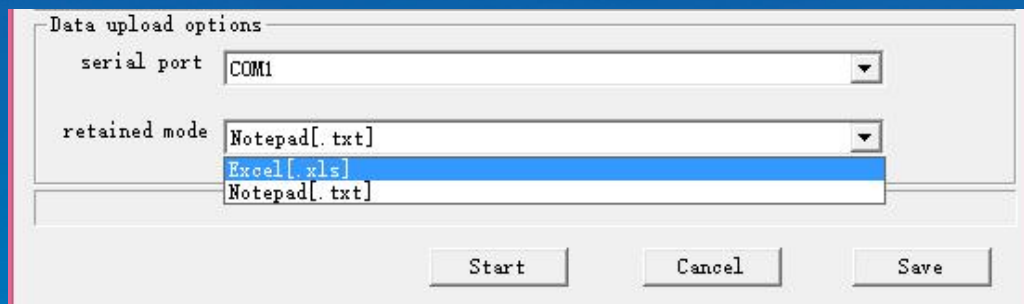 Data upload options
serial port COM1
retained mode Notepad[.txt]
Excel[.xls]
Notepad[.txt]
Start Cancel Save